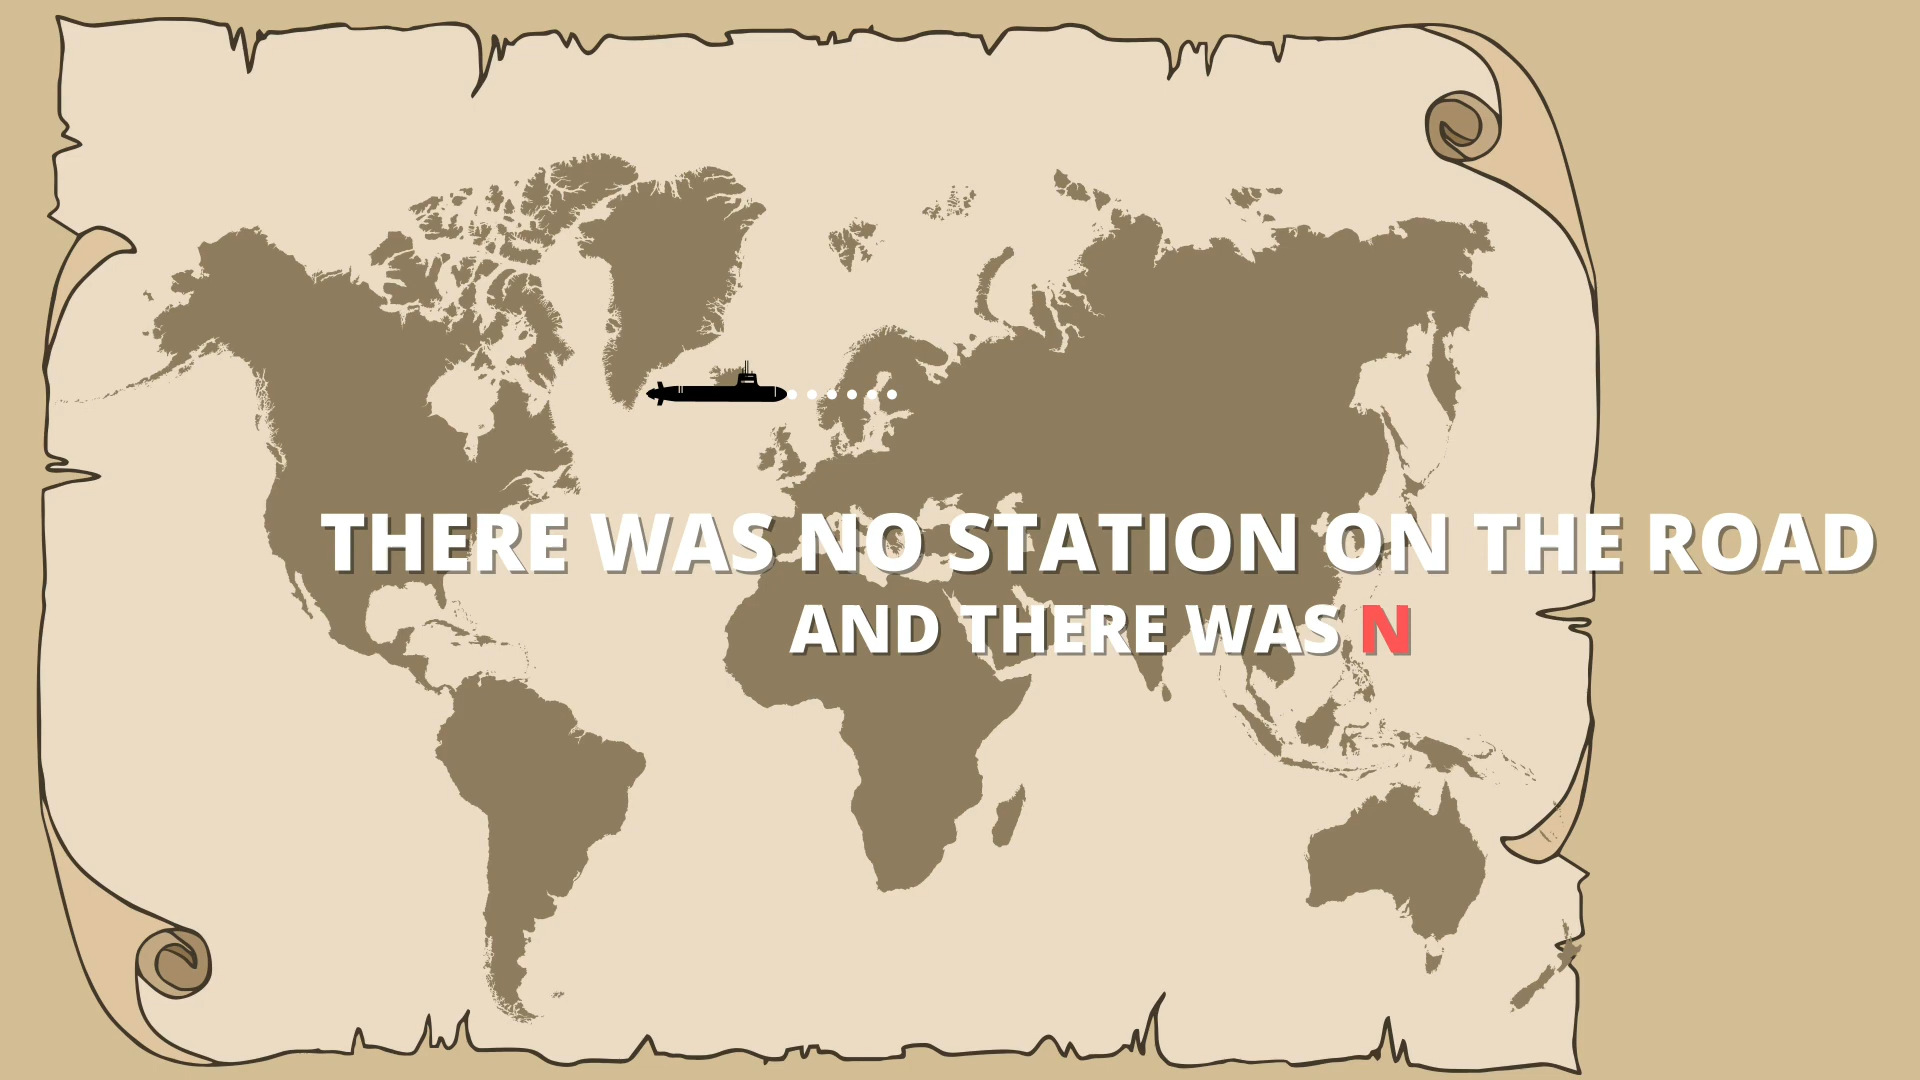 THERE WAS NO STATION ON THE ROAD
AND THERE WAS N